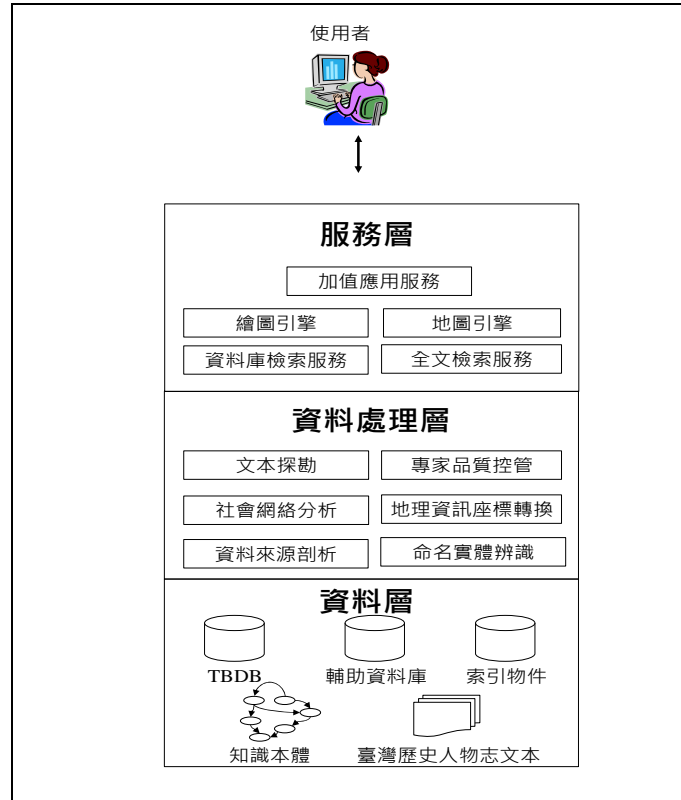 使用者
服務層
加值應用服務
繪圖引擎 地圖引擎
資料庫檢索服務 全文檢索服務
資料處理層
文本探勘 專家品質控管
社會網絡分析 地理資訊座標轉換
資料來源剖析 命名實體辨識
資料層
TBDB 輔助資料庫 索引物件
知識本體 臺灣歷史人物志文本